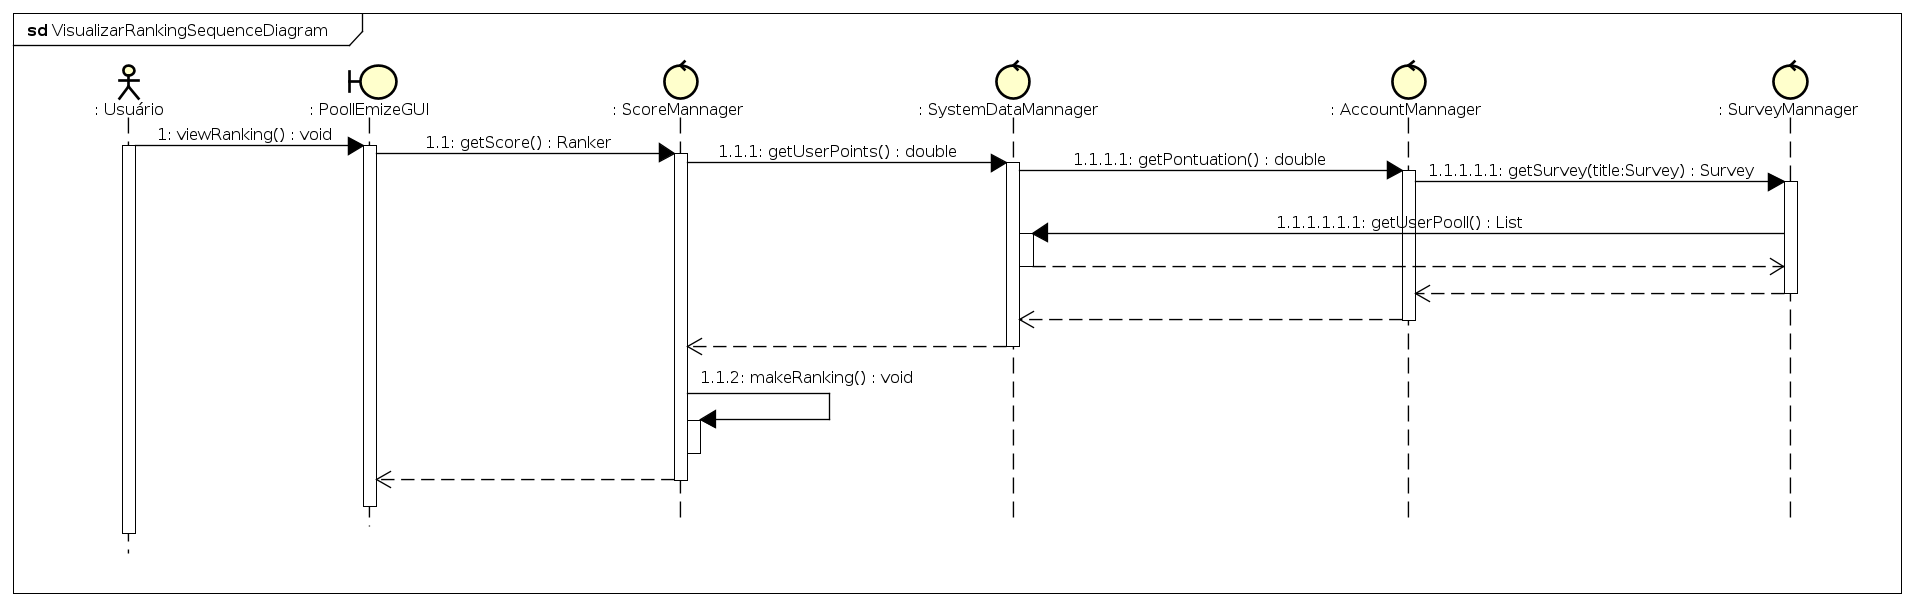 sd VisualizarRankingSequenceDiagram
: Usuário
: PoollEmizeGUI
: ScoreMannager
: SystemDataMannager
: AccountMannager
: SurveyMannager
1: viewRanking() : void
1.1: getScore() : Ranker
1.1.1: getUserPoints() : double
1.1.1.1: getPontuation() : double
1.1.1.1.1: getSurvey(title:Survey) : Survey
1.1.1.1.1.1: getUserPooll() : List
1.1.2: makeRanking() : void